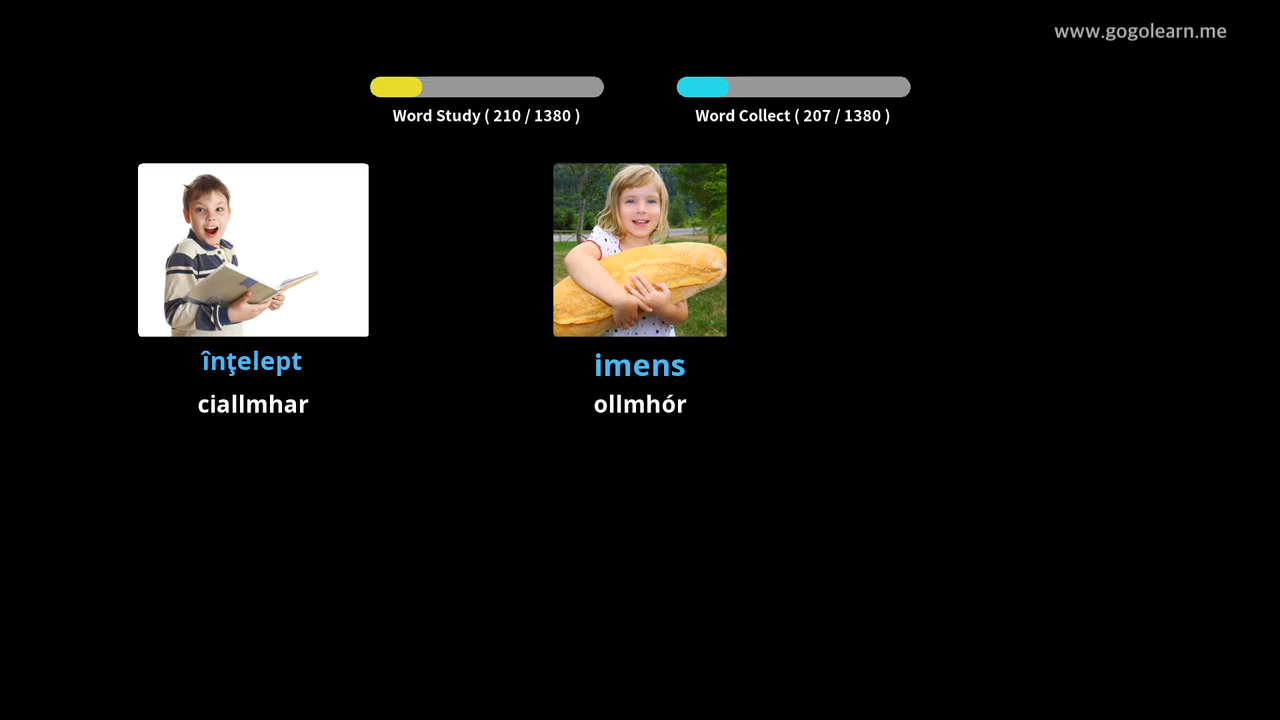 www.gogolearn.me
Word Study ( 210 / 1380 )
Word Collect ( 207 / 1380 )
înţelept
ciallmhar
imens
ollmhór